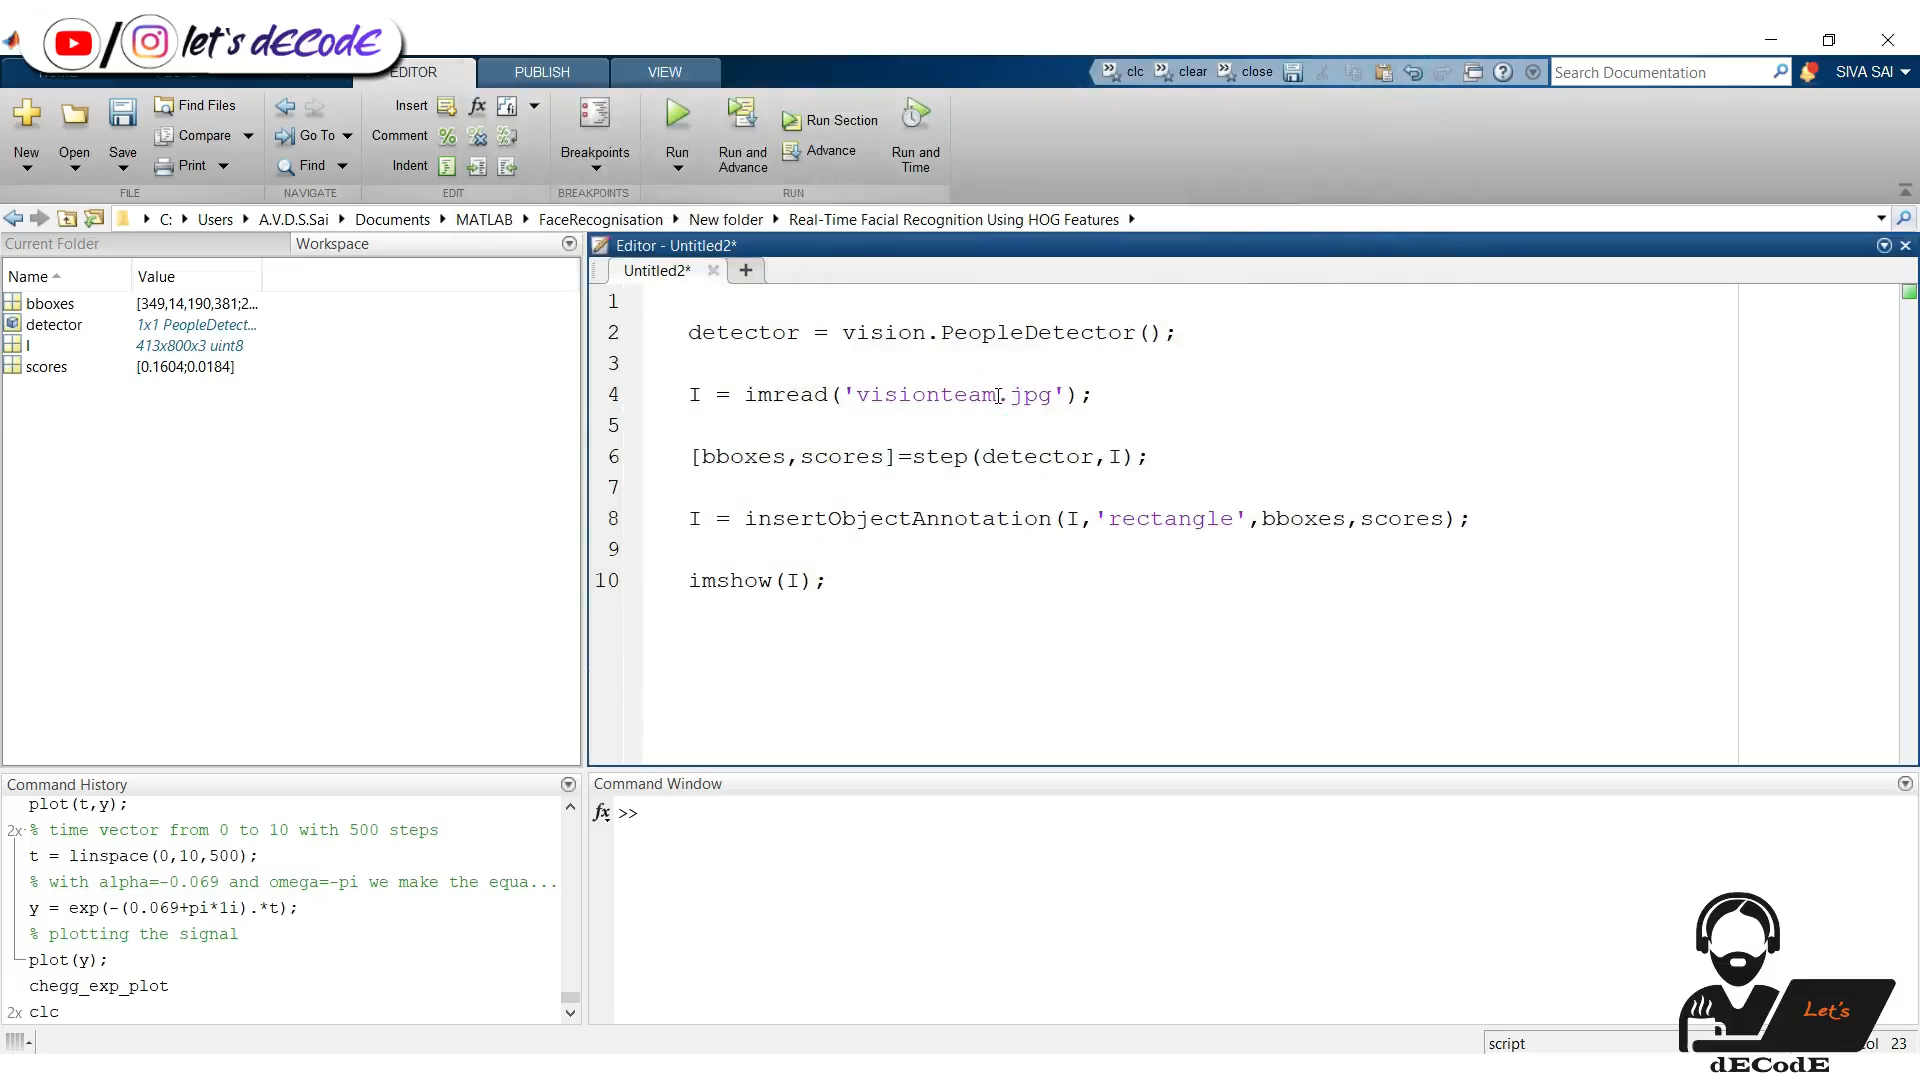 let's dECodE
EDITOR
PUBLISH
VIEW
clc
clear
close
Search Documentation
SIVA SAI
New
Open
Save
Find Files
Compare
Print
Go To
Find
Insert
Comment
Indent
Breakpoints
Run
Run and
Advance
Run Section
Advance
Run and
Time
FILE
NAVIGATE
EDIT
BREAKPOINTS
RUN
C: Users A.V.D.S.Sai Documents MATLAB FaceRecognisation New folder Real-Time Facial Recognition Using HOG Features
Current Folder
Workspace
Name
Value
bboxes [349,14,190,381;2...
detector 1x1 PeopleDetect...
I 413x800x3 uint8
scores [0.1604;0.0184]
Editor - Untitled2*
Untitled2*
1
2 detector = vision.PeopleDetector();
3
4 I = imread('visionteam.jpg');
5
6 [bboxes,scores]=step(detector,I);
7
8 I = insertObjectAnnotation(I,'rectangle',bboxes,scores);
9
10 imshow(I);
Command History
plot(t,y);
2x % time vector from 0 to 10 with 500 steps
t = linspace(0,10,500);
% with alpha=-0.069 and omega=-pi we make the equa...
y = exp(-(0.069+pi*1i).*t);
% plotting the signal
plot(y);
chegg_exp_plot
2x clc
Command Window
fx >>
script
23
Let's
dECodE